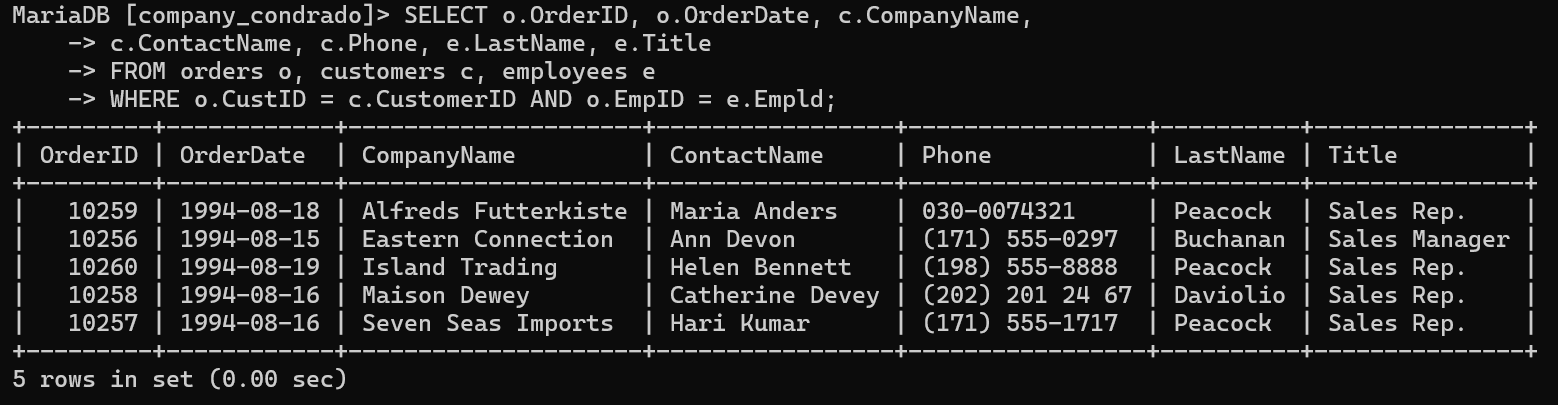 MariaDB [company_condrado]> SELECT o.OrderID, o.OrderDate, c.CompanyName,
    -> c.ContactName, c.Phone, e.LastName, e.Title
    -> FROM orders o, customers c, employees e
    -> WHERE o.CustID = c.CustomerID AND o.EmpID = e.Empld;
+---------+------------+---------------------+-----------------+-----------------+----------+---------------+
| OrderID | OrderDate  | CompanyName         | ContactName     | Phone           | LastName | Title         |
+---------+------------+---------------------+-----------------+-----------------+----------+---------------+
|   10259 | 1994-08-18 | Alfreds Futterkiste | Maria Anders    | 030-0074321     | Peacock  | Sales Rep.    |
|   10256 | 1994-08-15 | Eastern Connection  | Ann Devon       | (171) 555-0297  | Buchanan | Sales Manager |
|   10260 | 1994-08-19 | Island Trading      | Helen Bennett   | (198) 555-8888  | Peacock  | Sales Rep.    |
|   10258 | 1994-08-16 | Maison Dewey        | Catherine Devey | (202) 201 24 67 | Daviolio | Sales Rep.    |
|   10257 | 1994-08-16 | Seven Seas Imports  | Hari Kumar      | (171) 555-1717  | Peacock  | Sales Rep.    |
+---------+------------+---------------------+-----------------+-----------------+----------+---------------+
5 rows in set (0.00 sec)